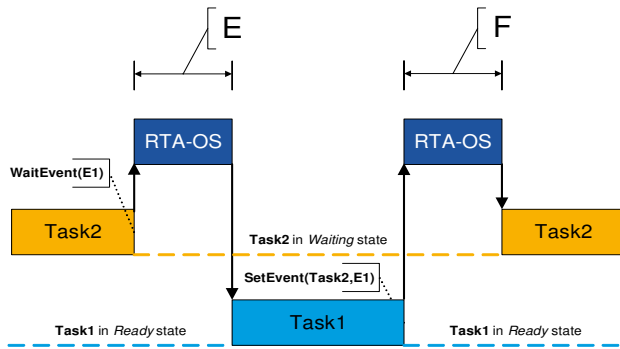 E
F
RTA-OS
RTA-OS
WaitEvent(E1)
Task2
Task2
Task2 in Waiting state
SetEvent(Task2,E1)
Task1
Task1 in Ready state
Task1 in Ready state